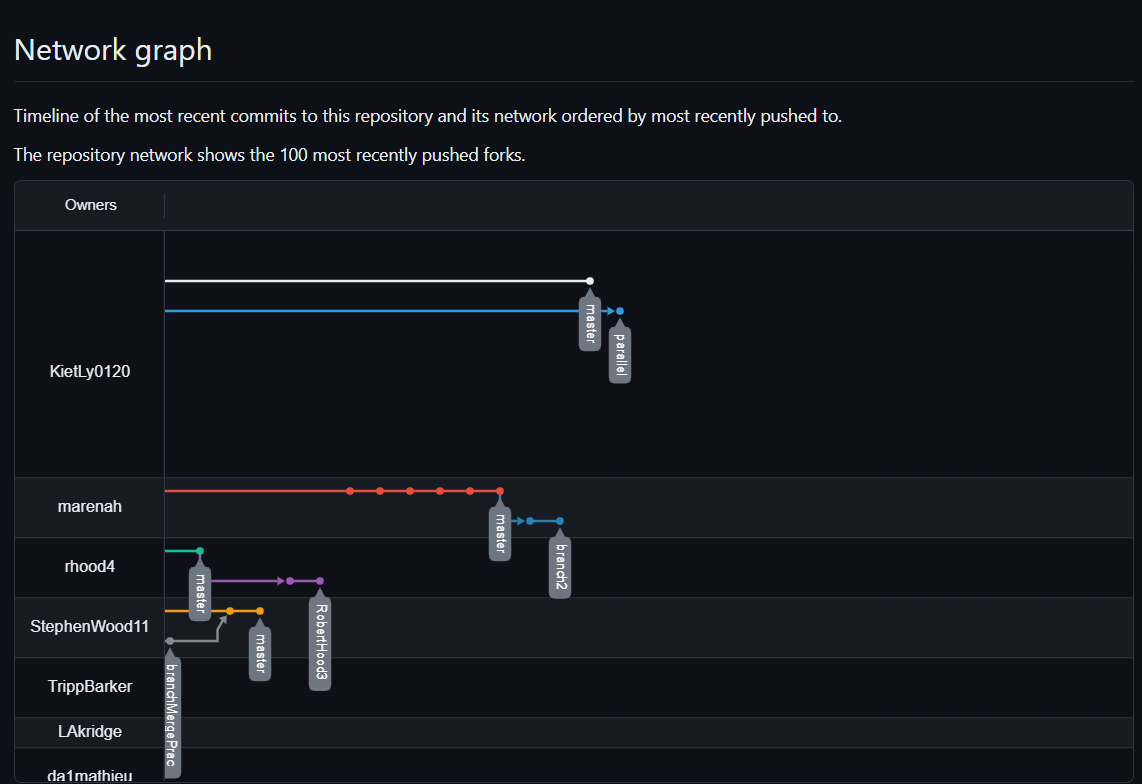 Network graph
Timeline of the most recent commits to this repository and its network ordered by most recently pushed to.
The repository network shows the 100 most recently pushed forks.
Owners
KietLy0120
master
parallel
marenah
master
branch2
rhood4
master
RobertHood3
StephenWood11
master
branchMergePrac
TrippBarker
LAkridge
da1mathieu